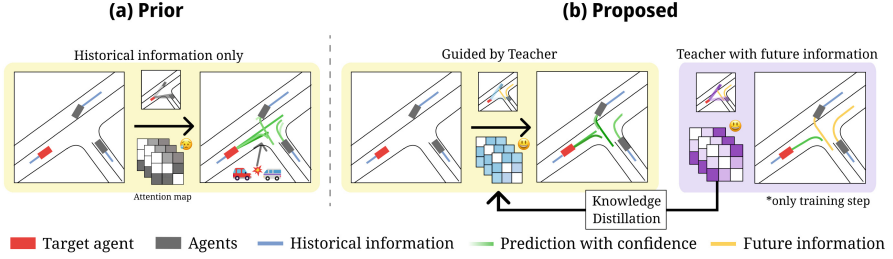 (a) Prior
(b) Proposed
Historical information only
Guided by Teacher
Teacher with future information
Attention map
Knowledge
Distillation
*only training step
Target agent
Agents
Historical information
Prediction with confidence
Future information